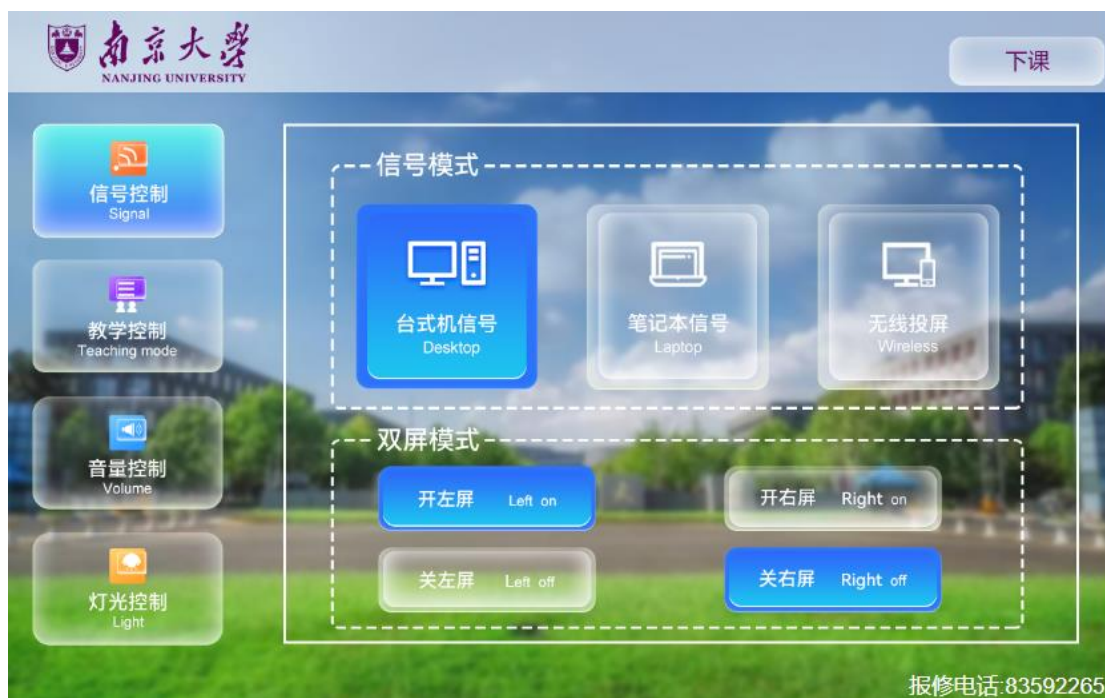 南京大學
NANJING UNIVERSITY
下课
信号控制
Signal
教学控制
Teaching mode
音量控制
Volume
灯光控制
Light
信号模式
台式机信号
Desktop
笔记本信号
Laptop
无线投屏
Wireless
双屏模式
开左屏 Left on
开右屏 Right on
关左屏 Left off
关右屏 Right off
报修电话:83592265